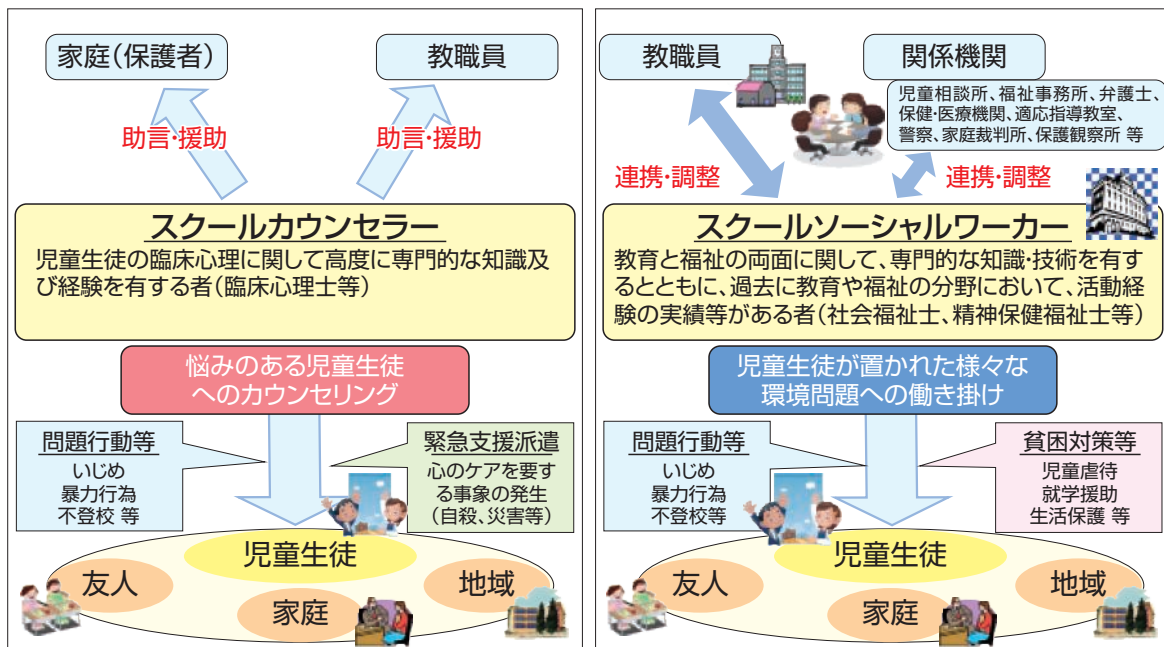 家庭(保護者)
教職員
助言・援助
助言・援助
スクールカウンセラー
児童生徒の臨床心理に関して高度に専門的な知識及
び経験を有する者(臨床心理士等)
悩みのある児童生徒
へのカウンセリング
問題行動等
いじめ
暴力行為
不登校 等
緊急支援派遣
心のケアを要す
る事象の発生
(自殺、災害等)
児童生徒
友人
地域
家庭
教職員
関係機関
児童相談所、福祉事務所、弁護士、
保健・医療機関、適応指導教室、
警察、家庭裁判所、保護観察所 等
連携・調整
連携・調整
スクールソーシャルワーカー
教育と福祉の両面に関して、専門的な知識・技術を有す
るとともに、過去に教育や福祉の分野において、活動経
験の実績等がある者(社会福祉士、精神保健福祉士等)
児童生徒が置かれた様々な
環境問題への働き掛け
問題行動等
いじめ
暴力行為
不登校等
貧困対策等
児童虐待
就学援助
生活保護 等
児童生徒
友人
地域
家庭